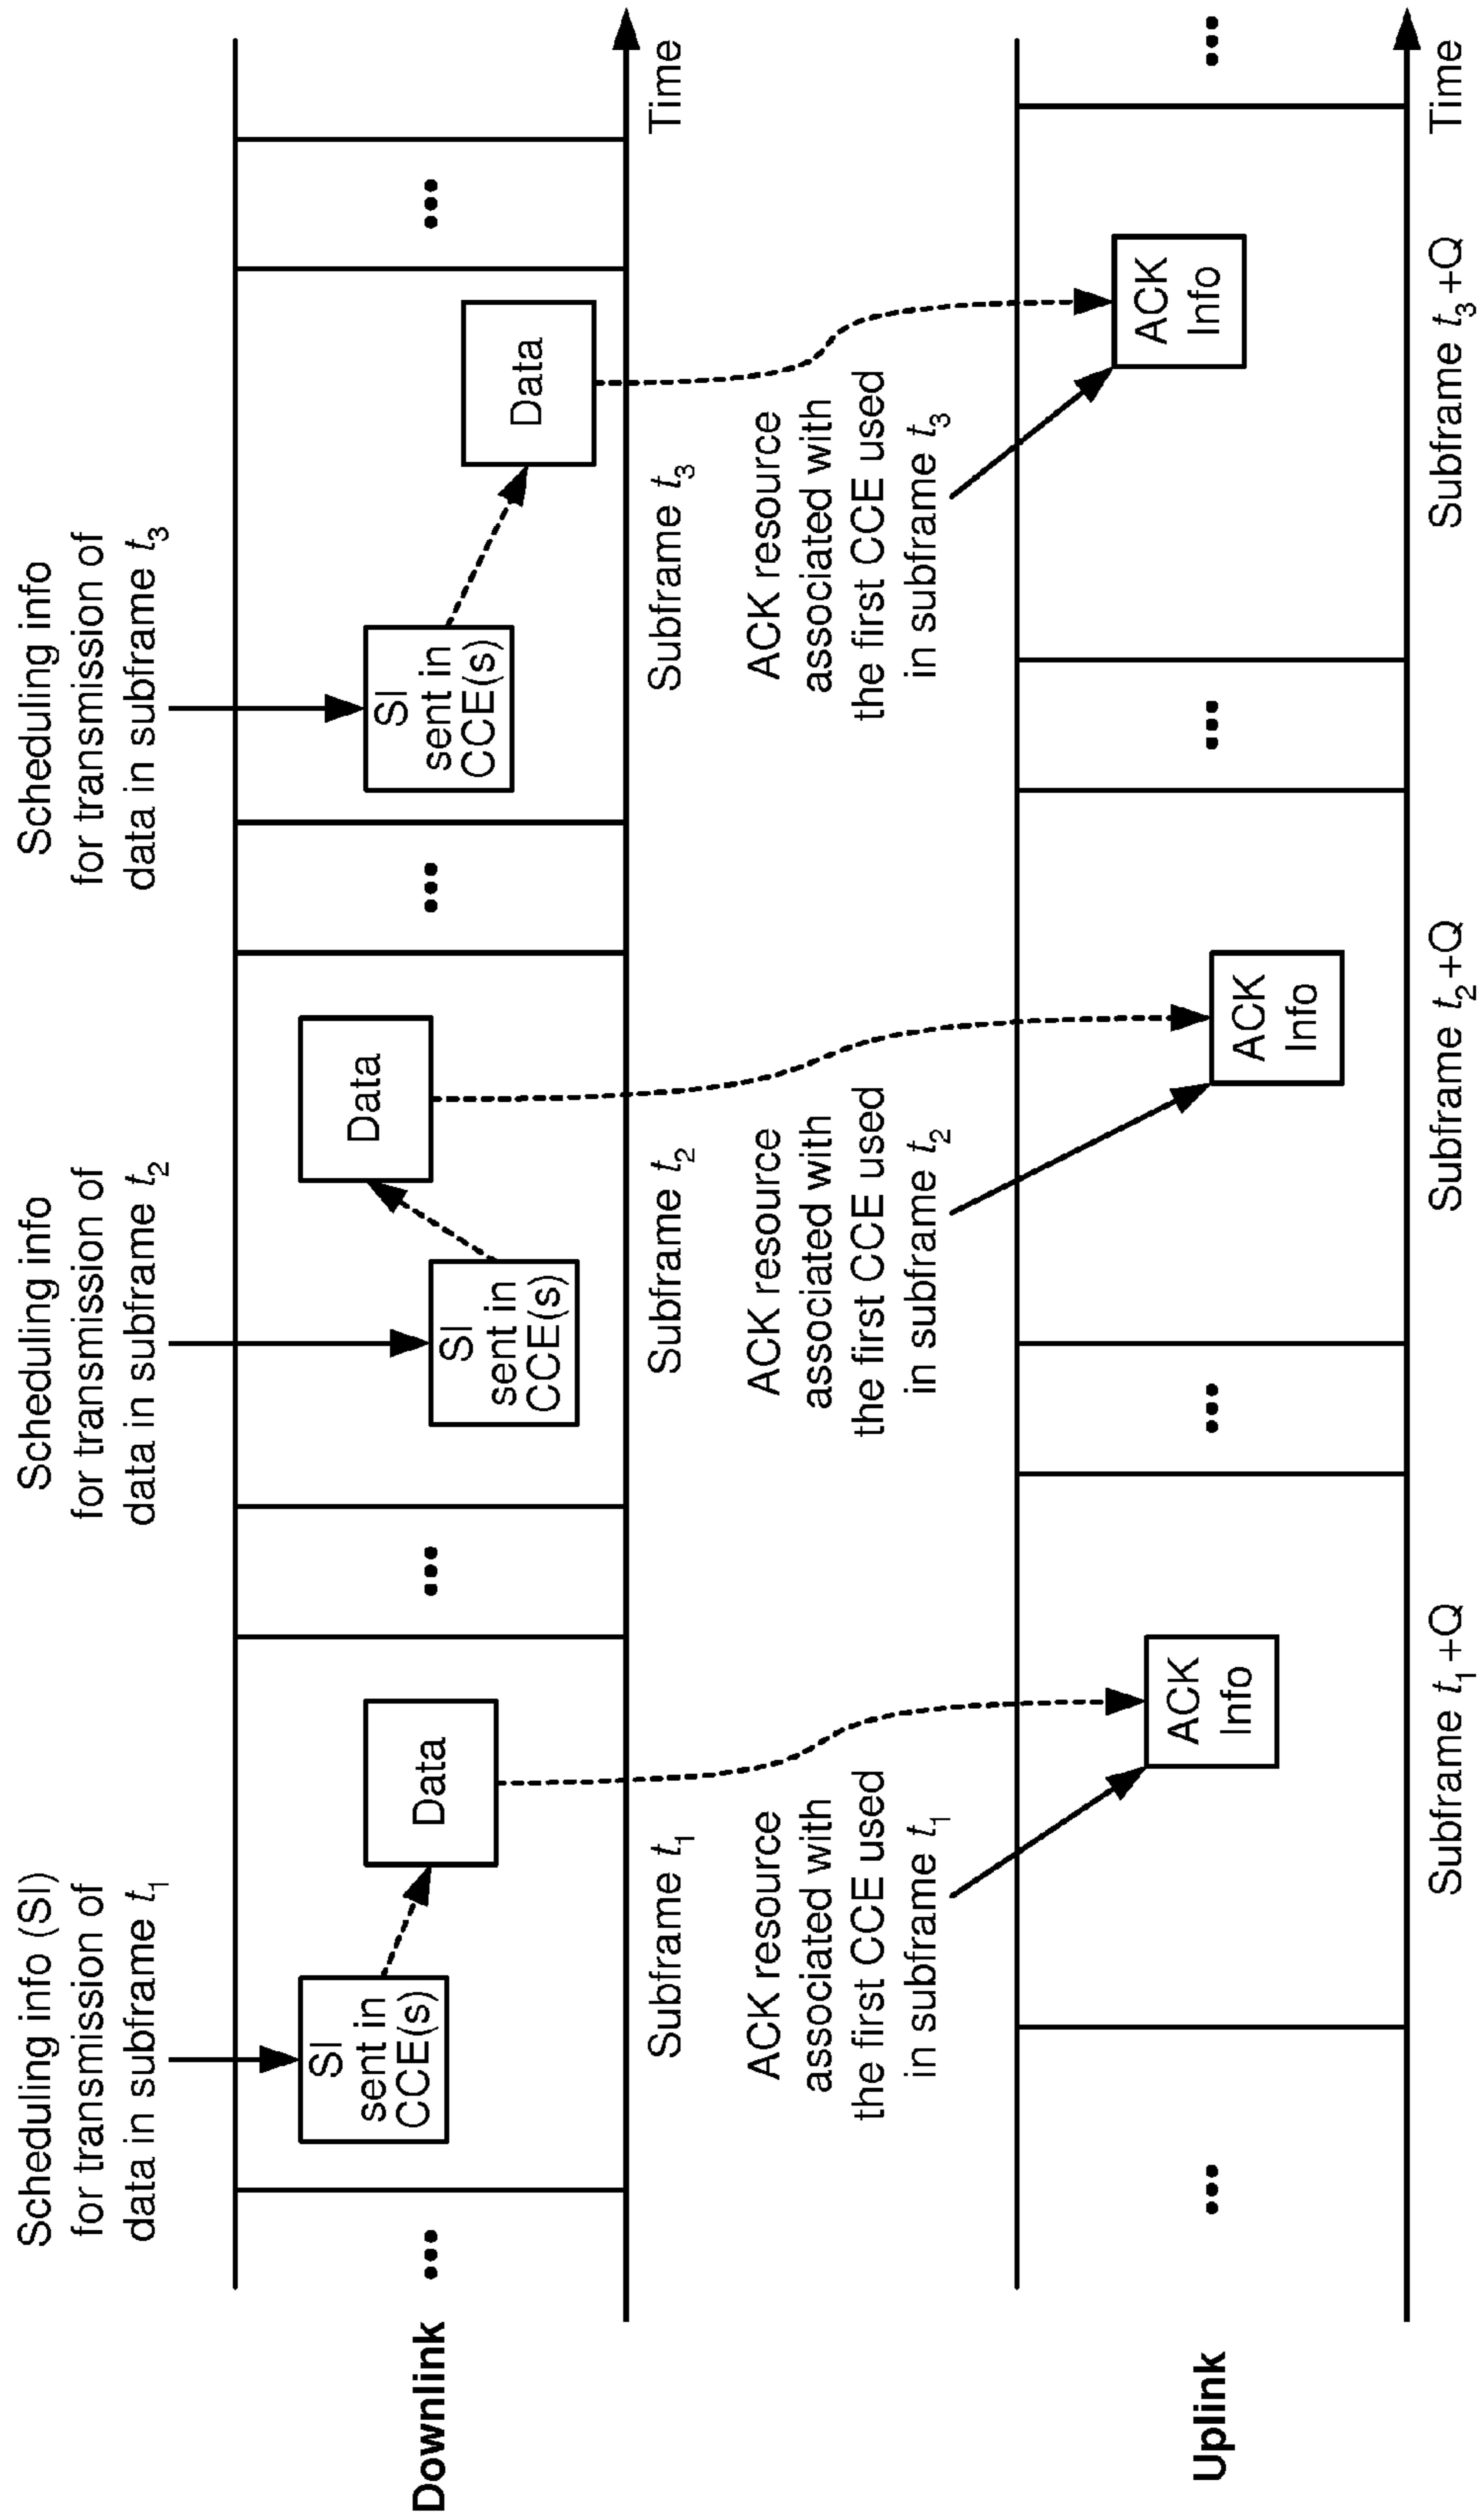 Scheduling info (SI)
for transmission of
data in subframe t1
Scheduling info
for transmission of
data in subframe t2
Scheduling info
for transmission of
data in subframe t3
Downlink
...
SI
sent in
CCE(s)
Data
...
SI
sent in
CCE(s)
Data
...
SI
sent in
CCE(s)
Data
...
Subframe t1
Subframe t2
Subframe t3
Time
ACK resource
associated with
the first CCE used
in subframe t1
ACK resource
associated with
the first CCE used
in subframe t2
ACK resource
associated with
the first CCE used
in subframe t3
Uplink
...
ACK
Info
...
ACK
Info
...
ACK
Info
...
Subframe t1+Q
Subframe t2+Q
Subframe t3+Q
Time